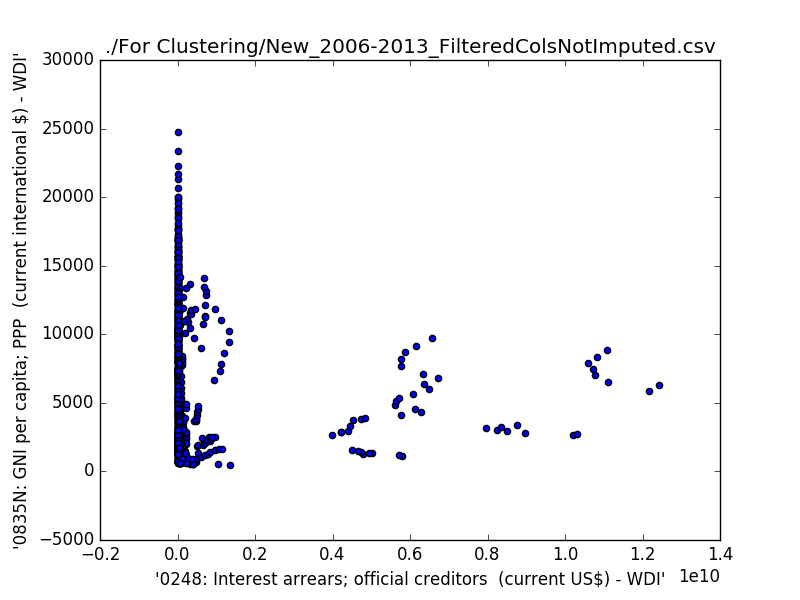 ./For Clustering/New_2006-2013_FilteredColsNotImputed.csv
'0835N: GNI per capita; PPP  (current international $) - WDI'
30000
25000
20000
15000
10000
5000
0
−5000
−0.2 0.0 0.2 0.4 0.6 0.8 1.0 1.2 1.4
1e10
'0248: Interest arrears; official creditors  (current US$) - WDI'